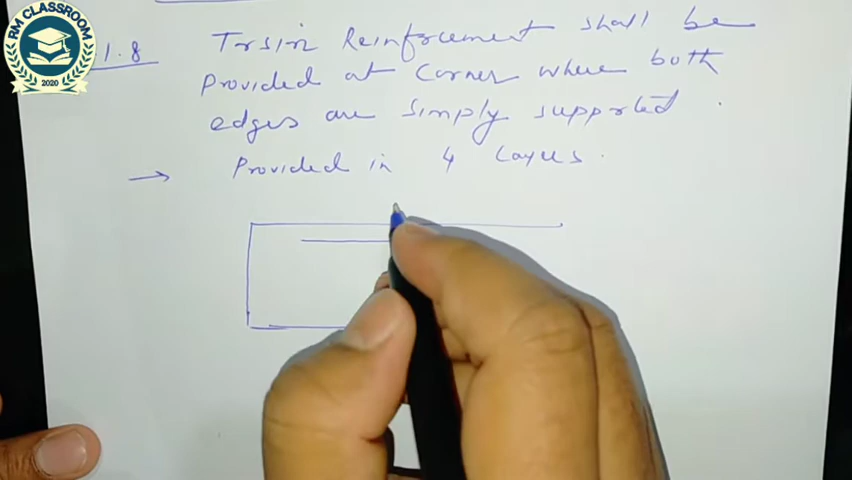 RM CLASSROOM
2020
1.8 Torsion Reinforcement shall be
Provided at Corner where both
edges are simply supported.
→ Provided in 4 Layers.